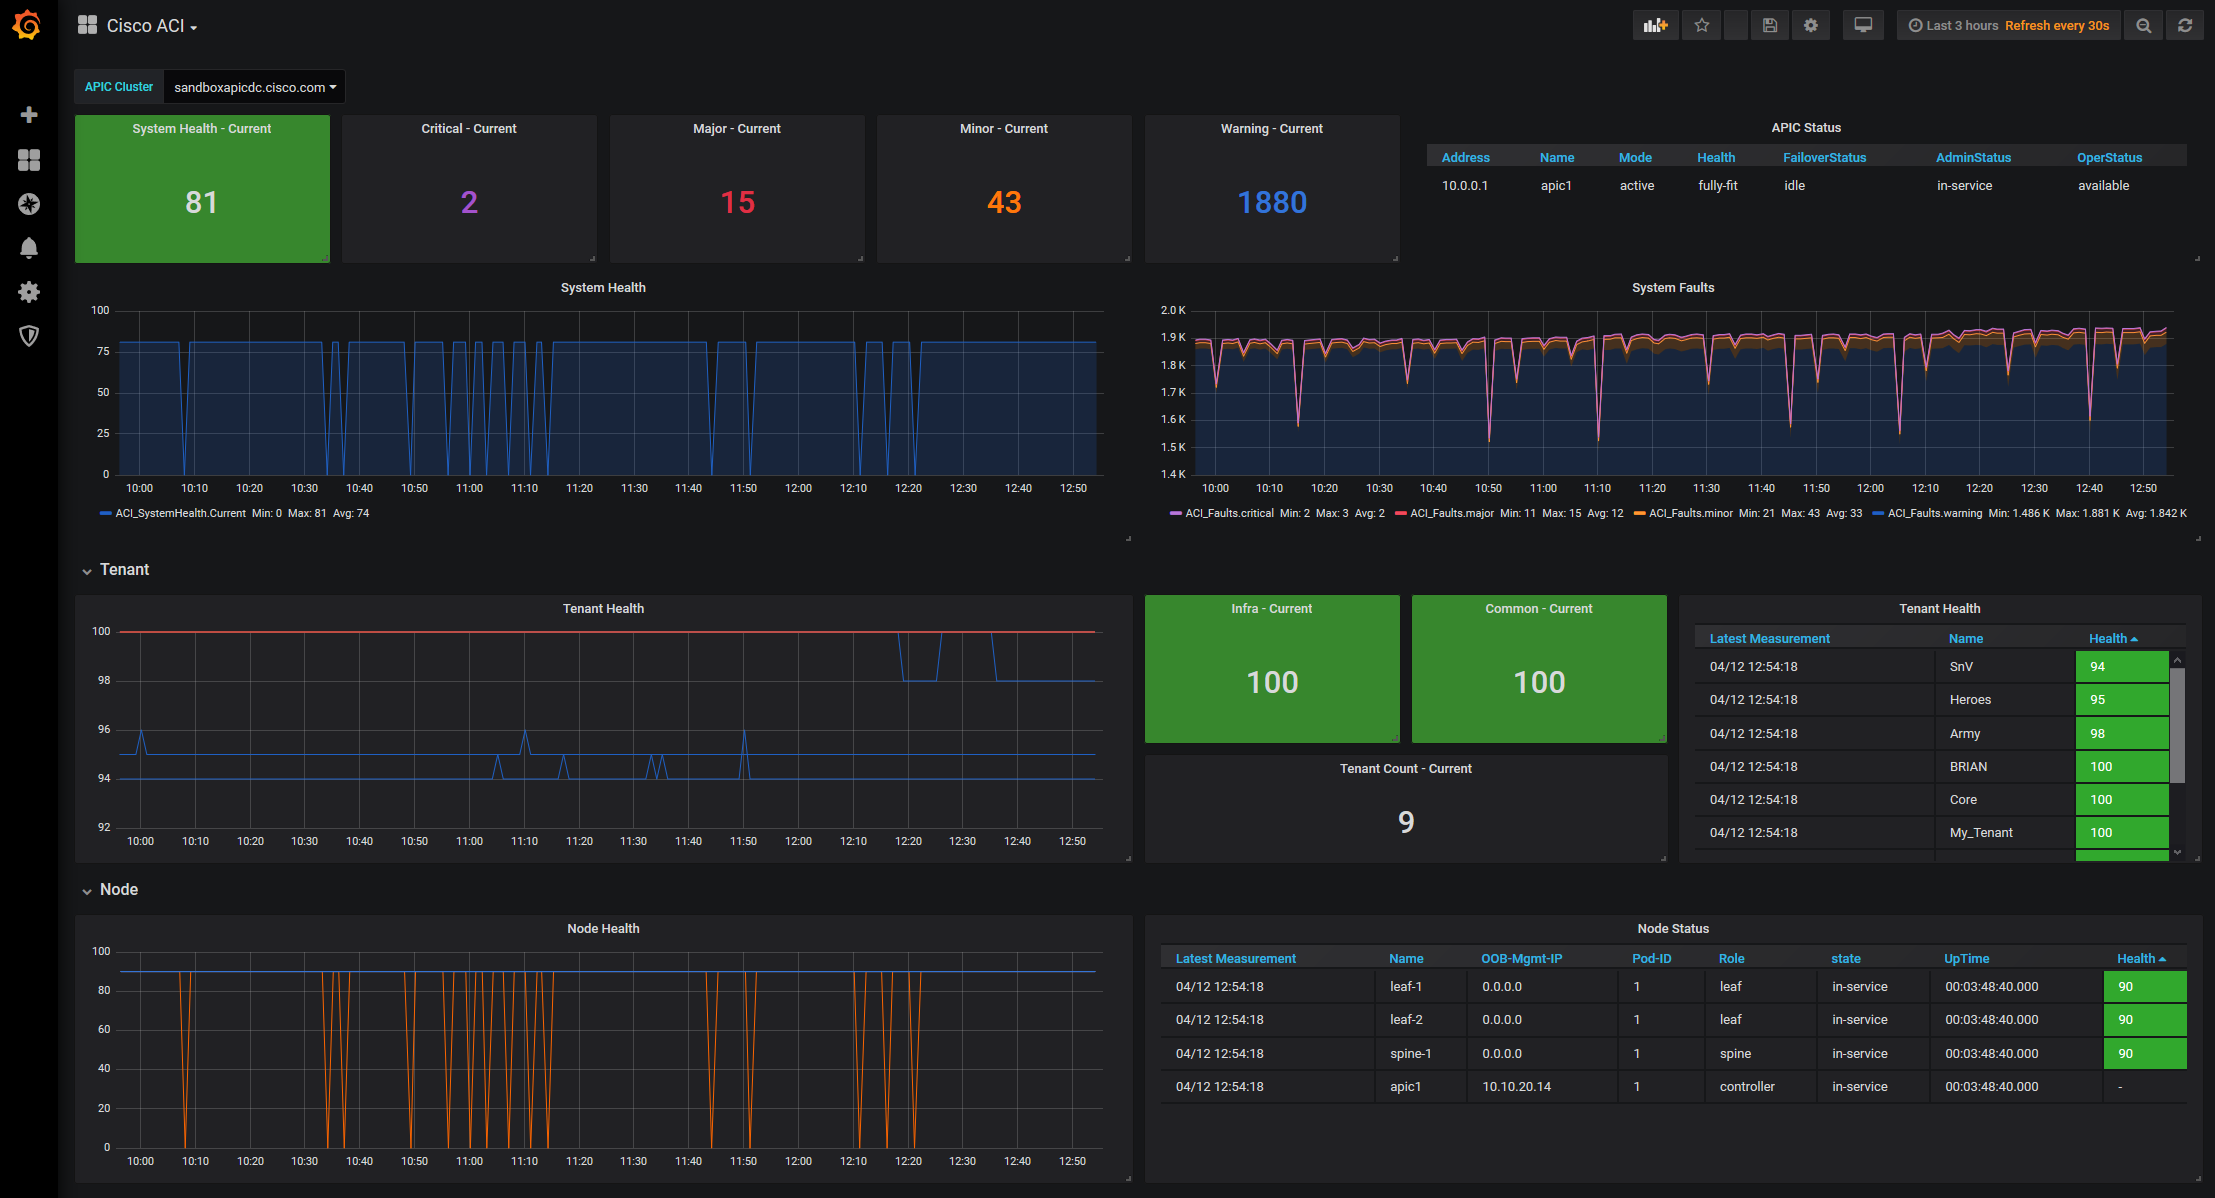 Cisco ACI
Last 3 hours Refresh every 30s
APIC Cluster sandboxapicdc.cisco.com
System Health - Current
81
Critical - Current
2
Major - Current
15
Minor - Current
43
Warning - Current
1880
APIC Status
Address Name Mode Health FailoverStatus AdminStatus OperStatus
10.0.0.1 apic1 active fully-fit idle in-service available
System Health
100
75
50
25
0
10:00 10:10 10:20 10:30 10:40 10:50 11:00 11:10 11:20 11:30 11:40 11:50 12:00 12:10 12:20 12:30 12:40 12:50
ACI_SystemHealth.Current Min: 0 Max: 81 Avg: 74
System Faults
2.0 K
1.9 K
1.8 K
1.7 K
1.6 K
1.5 K
1.4 K
10:00 10:10 10:20 10:30 10:40 10:50 11:00 11:10 11:20 11:30 11:40 11:50 12:00 12:10 12:20 12:30 12:40 12:50
ACI_Faults.critical Min: 2 Max: 3 Avg: 2 ACI_Faults.major Min: 11 Max: 15 Avg: 12 ACI_Faults.minor Min: 21 Max: 43 Avg: 33 ACI_Faults.warning Min: 1.486 K Max: 1.881 K Avg: 1.842 K
Tenant
Tenant Health
100
98
96
94
92
10:00 10:10 10:20 10:30 10:40 10:50 11:00 11:10 11:20 11:30 11:40 11:50 12:00 12:10 12:20 12:30 12:40 12:50
Infra - Current
100
Common - Current
100
Tenant Count - Current
9
Tenant Health
Latest Measurement Name Health
04/12 12:54:18 SnV 94
04/12 12:54:18 Heroes 95
04/12 12:54:18 Army 98
04/12 12:54:18 BRIAN 100
04/12 12:54:18 Core 100
04/12 12:54:18 My_Tenant 100
Node
Node Health
100
80
60
40
20
0
10:00 10:10 10:20 10:30 10:40 10:50 11:00 11:10 11:20 11:30 11:40 11:50 12:00 12:10 12:20 12:30 12:40 12:50
Node Status
Latest Measurement Name OOB-Mgmt-IP Pod-ID Role state UpTime Health
04/12 12:54:18 leaf-1 0.0.0.0 1 leaf in-service 00:03:48:40.000 90
04/12 12:54:18 leaf-2 0.0.0.0 1 leaf in-service 00:03:48:40.000 90
04/12 12:54:18 spine-1 0.0.0.0 1 spine in-service 00:03:48:40.000 90
04/12 12:54:18 apic1 10.10.20.14 1 controller in-service 00:03:48:40.000 -